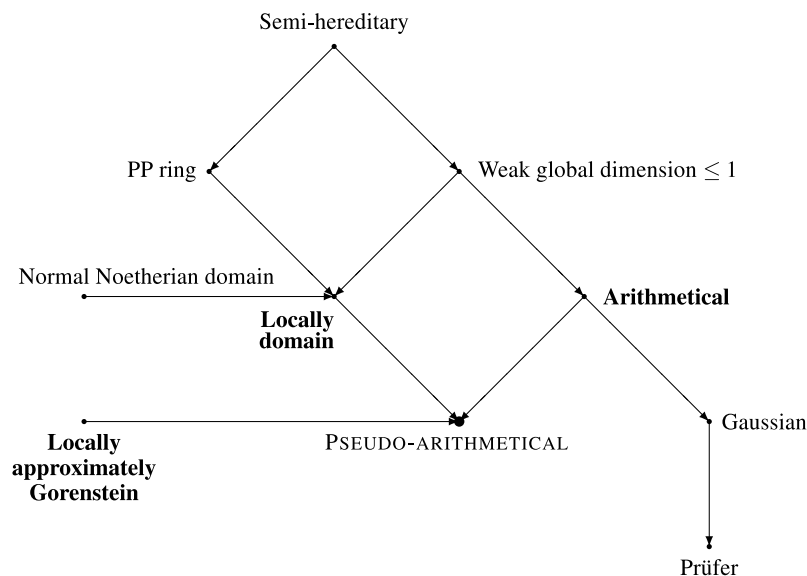 Semi-hereditary
PP ring
Weak global dimension ≤ 1
Normal Noetherian domain
Locally
domain
Arithmetical
Locally
approximately
Gorenstein
PSEUDO-ARITHMETICAL
Gaussian
Prüfer